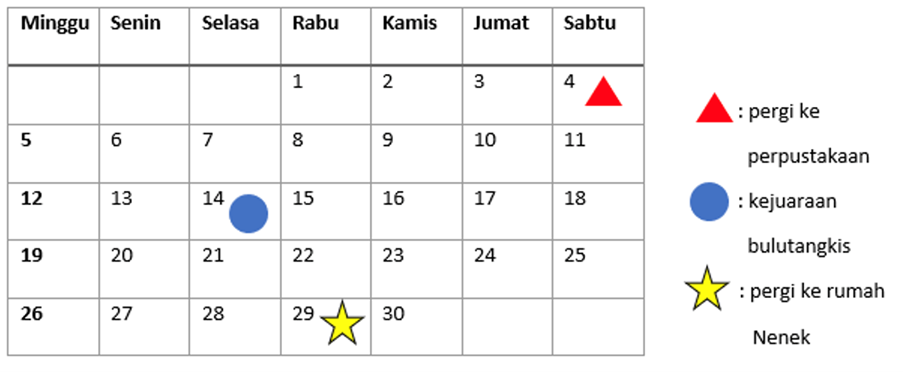 Minggu Senin Selasa Rabu Kamis Jumat Sabtu
1 2 3 4
5 6 7 8 9 10 11
12 13 14 15 16 17 18
19 20 21 22 23 24 25
26 27 28 29 30
: pergi ke
perpustakaan
: kejuaraan
bulutangkis
: pergi ke rumah
Nenek